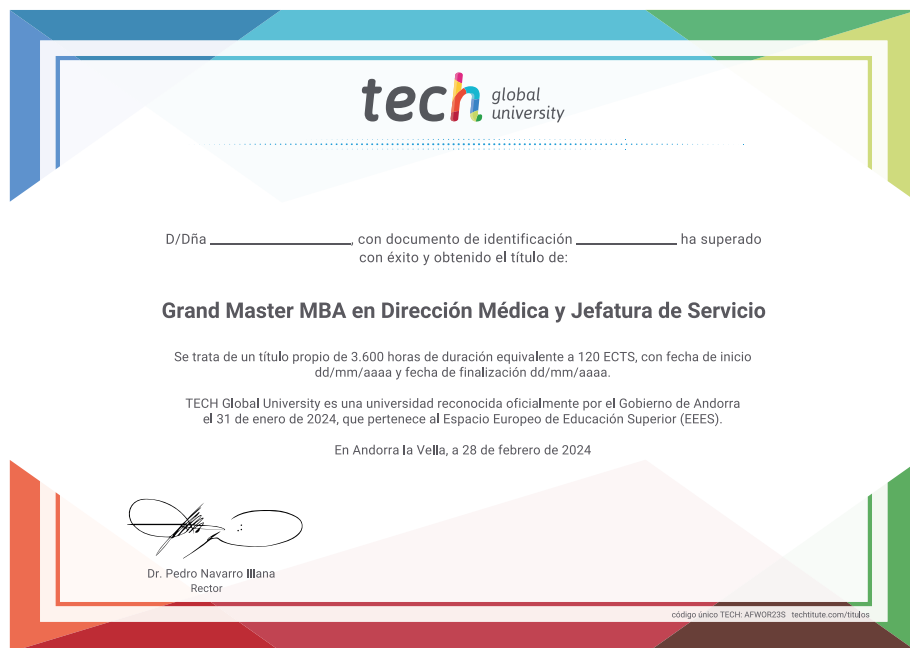 tech global university
D/Dña ____________________, con documento de identificación ______________ ha superado
con éxito y obtenido el título de:
Grand Master MBA en Dirección Médica y Jefatura de Servicio
Se trata de un título propio de 3.600 horas de duración equivalente a 120 ECTS, con fecha de inicio
dd/mm/aaaa y fecha de finalización dd/mm/aaaa.
TECH Global University es una universidad reconocida oficialmente por el Gobierno de Andorra
el 31 de enero de 2024, que pertenece al Espacio Europeo de Educación Superior (EEES).
En Andorra la Vella, a 28 de febrero de 2024
Dr. Pedro Navarro Illana
Rector
código único TECH: AFWOR23S techtitute.com/titulos